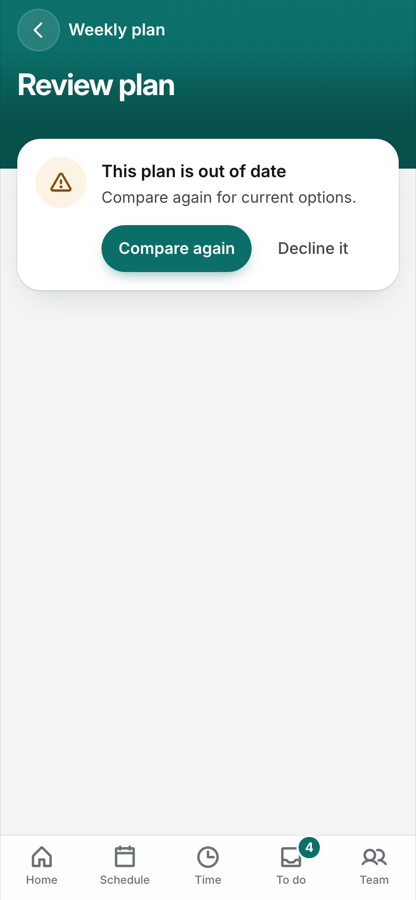 Weekly plan
Review plan
This plan is out of date
Compare again for current options.
Compare again
Decline it
4
Home
Schedule
Time
To do
Team